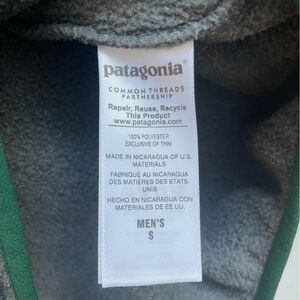 patagonia®
COMMON THREADS
PARTNERSHIP
Repair, Reuse, Recycle
This Product
www.patagonia.com
100% POLYESTER
EXCLUSIVE OF TRIM
MADE IN NICARAGUA OF U.S.
MATERIALS
FABRIQUÉ AU NICARAGUA
DES MATIÈRES DES ETATS-
UNIS
HECHO EN NICARAGUA CON
MATERIALES DE EE.UU.
MEN'S
S